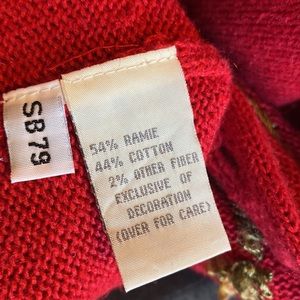 SB79
54% RAMIE
44% COTTON
2% OTHER FIBER
EXCLUSIVE OF
DECORATION
(OVER FOR CARE)